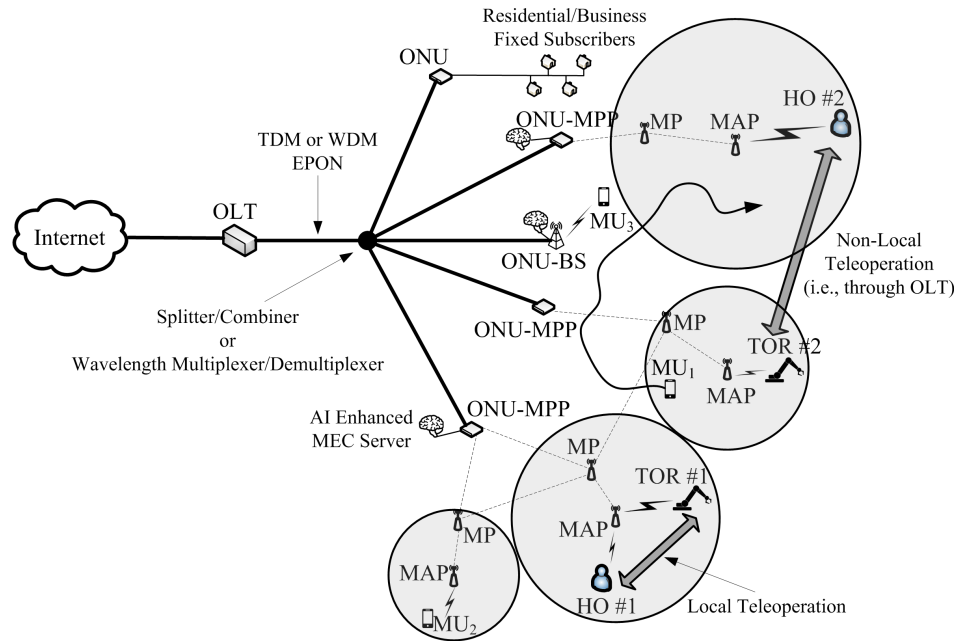 Residential/Business
Fixed Subscribers
ONU
HO #2
ONU-MPP
MP
MAP
TDM or WDM
EPON
OLT
MU3
Internet
ONU-BS
Non-Local
Teleoperation
(i.e., through OLT)
Splitter/Combiner
or
Wavelength Multiplexer/Demultiplexer
ONU-MPP
MP
TOR #2
MU1
MAP
AI Enhanced
MEC Server
ONU-MPP
MP
TOR #1
MAP
MP
MAP
HO #1
Local Teleoperation
MU2